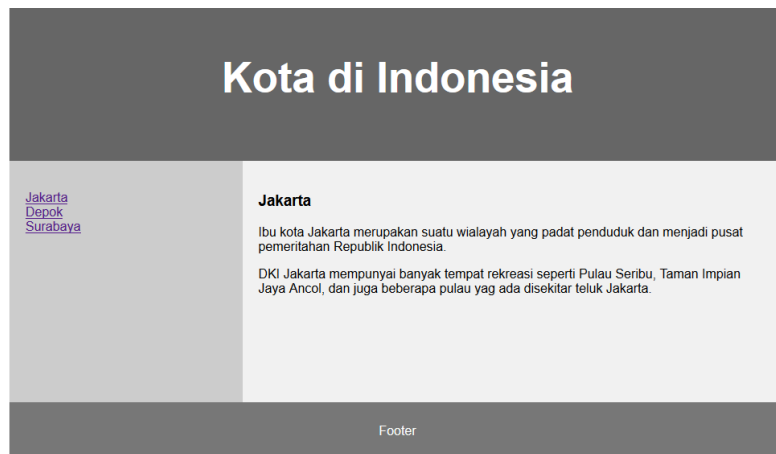 Kota di Indonesia
Jakarta
Depok
Surabaya
Jakarta
Ibu kota Jakarta merupakan suatu wialayah yang padat penduduk dan menjadi pusat
pemeritahan Republik Indonesia.
DKI Jakarta mempunyai banyak tempat rekreasi seperti Pulau Seribu, Taman Impian
Jaya Ancol, dan juga beberapa pulau yag ada disekitar teluk Jakarta.
Footer